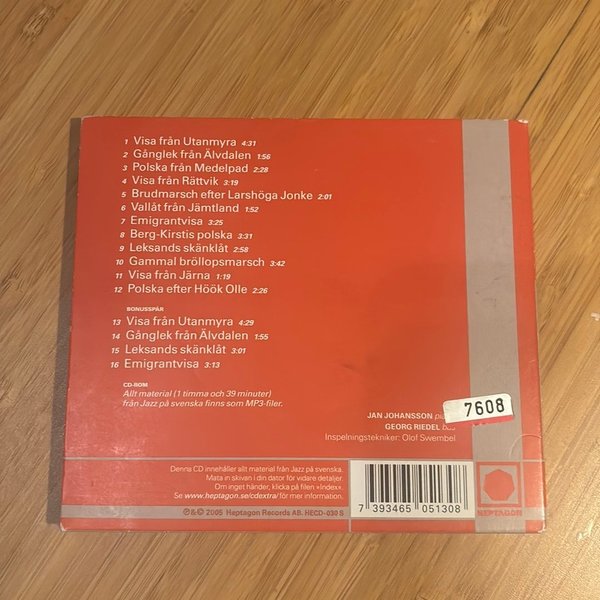 1 Visa från Utanmyra 4:31
2 Gånglek från Älvdalen 1:56
3 Polska från Medelpad 2:28
4 Visa från Rättvik 3:19
5 Brudmarsch efter Larshöga Jonke 2:01
6 Vallåt från Jämtland 1:52
7 Emigrantvisa 3:25
8 Berg-Kirstis polska 3:31
9 Leksands skänklåt 2:58
10 Gammal bröllopsmarsch 3:42
11 Visa från Järna 1:19
12 Polska efter Höök Olle 2:26
BONUSSPÅR
13 Visa från Utanmyra 4:29
14 Gånglek från Älvdalen 1:55
15 Leksands skänklåt 3:01
16 Emigrantvisa 3:13
CD-ROM
Allt material (1 timma och 39 minuter)
från Jazz på svenska finns som MP3-filer.
7608
JAN JOHANSSON
GEORG RIEDEL
Inspelningstekniker: Olof Swembel
Denna CD innehåller allt material från Jazz på svenska.
Mata in skivan i din dator för vidare detaljer.
Om inget händer, klicka på filen «Index».
Se www.heptagon.se/cdextra/ för mer information.
7 393465 051308
HEPTAGON
℗&© 2005 Heptagon Records AB. HECD-030 S